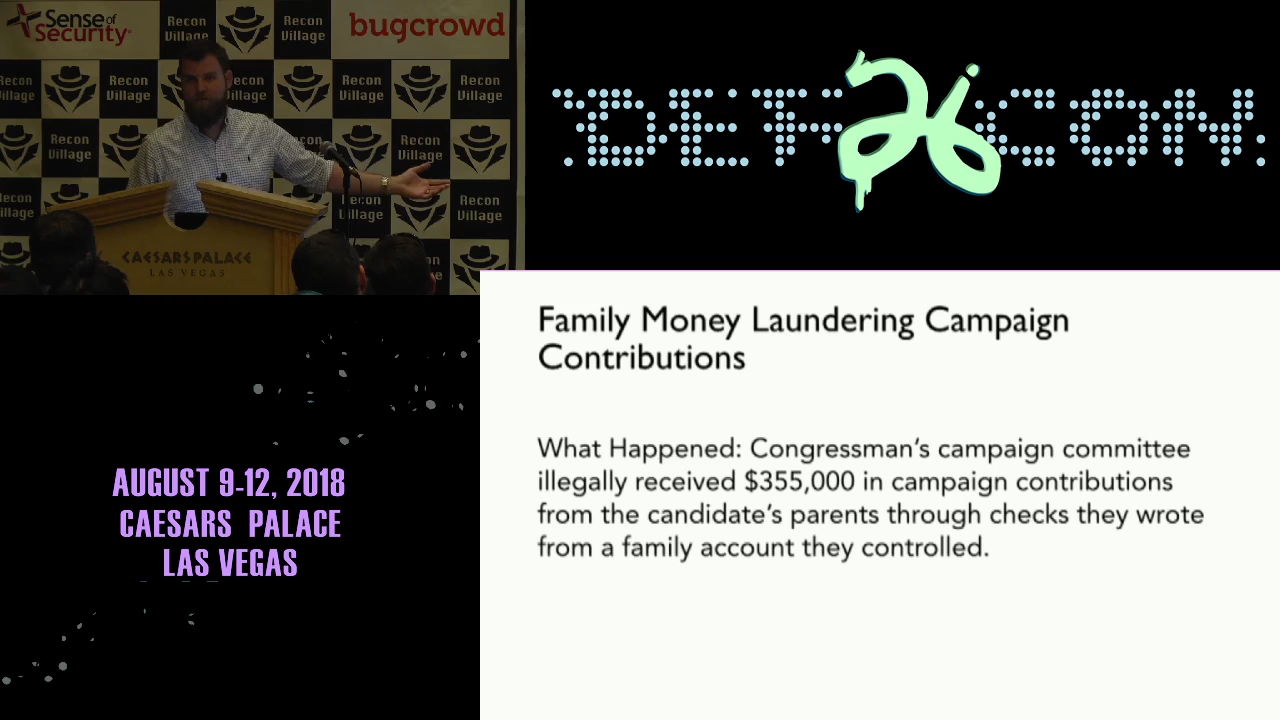 Sense of
Security
Recon
Village
Recon
Village
bugcrowd
Recon
Village
Recon
Village
Recon
Village
Recon
Village
Recon
Village
Recon
Village
Recon
Village
Recon
Village
Recon
Village
CAESARS PALACE
LAS VEGAS
DEF CON
26
Family Money Laundering Campaign
Contributions
What Happened: Congressman's campaign committee
illegally received $355,000 in campaign contributions
from the candidate's parents through checks they wrote
from a family account they controlled.
AUGUST 9-12, 2018
CAESARS PALACE
LAS VEGAS